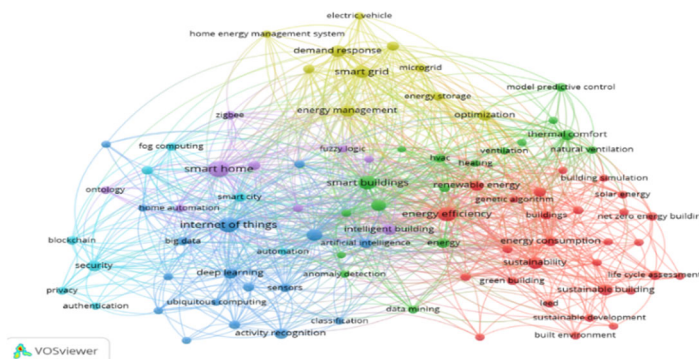 electric vehicle
home energy management system
demand response
smart grid
microgrid
model predictive control
energy storage
energy management
optimization
zigbee
thermal comfort
fog computing
fuzzy logic
ventilation
natural ventilation
hvac
heating
smart home
building simulation
smart buildings
renewable energy
ontology
smart city
genetic algorithm
solar energy
home automation
energy efficiency
buildings
net zero energy buildin
internet of things
intelligent building
blockchain
big data
artificial intelligence
energy
energy consumption
automation
security
sustainability
deep learning
anomaly detection
life cycle assessment
privacy
sensors
green building
sustainable building
authentication
ubiquitous computing
data mining
leed
classification
sustainable development
activity recognition
built environment
VOSviewer